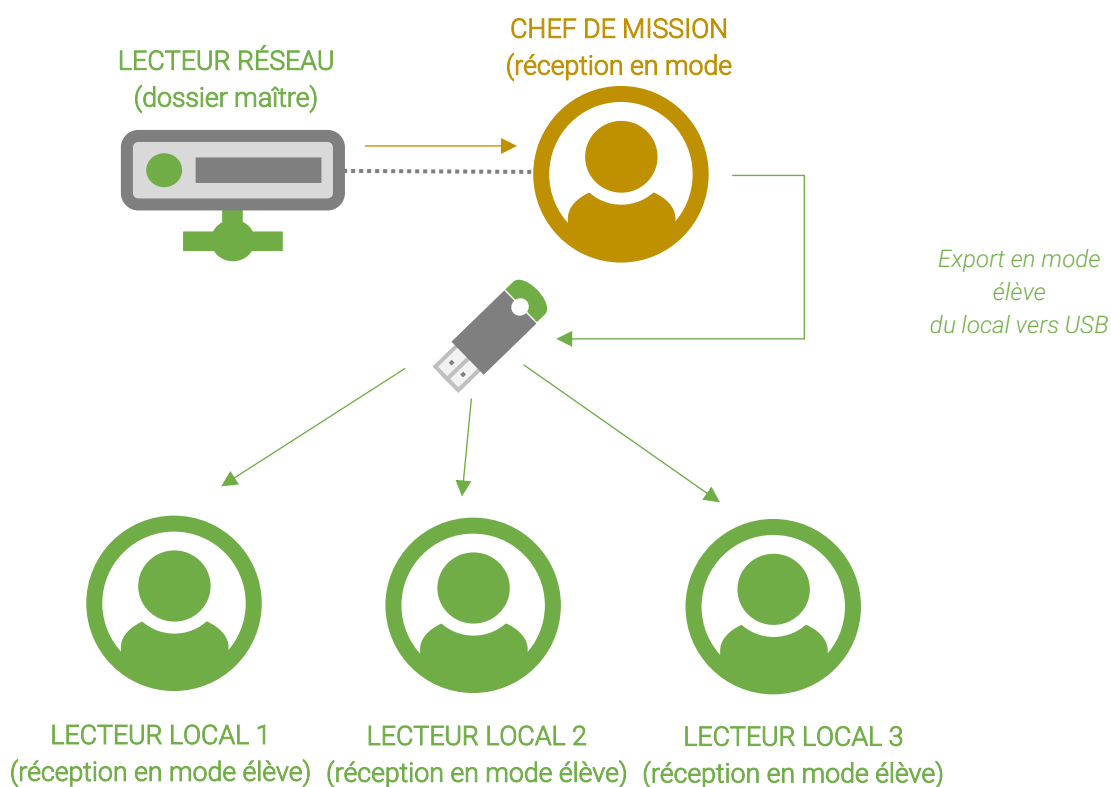 LECTEUR RÉSEAU
(dossier maître)
CHEF DE MISSION
(réception en mode
Export en mode
élève
du local vers USB
LECTEUR LOCAL 1
(réception en mode élève)
LECTEUR LOCAL 2
(réception en mode élève)
LECTEUR LOCAL 3
(réception en mode élève)